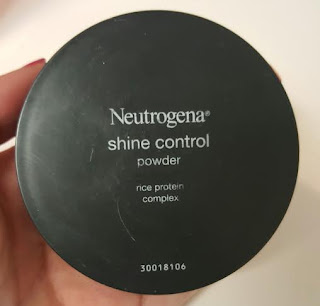 Neutrogena®
shine control
powder
rice protein
complex
30018106